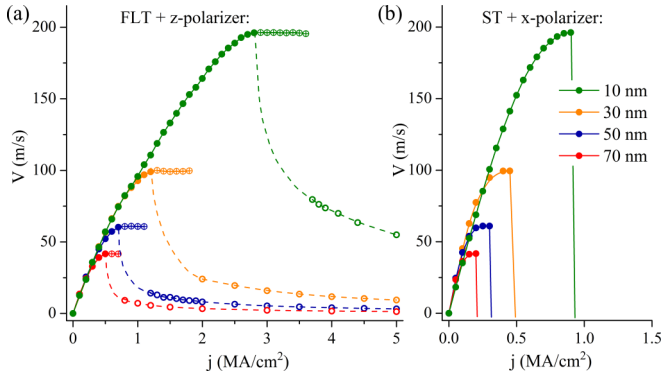 (a) FLT + z-polarizer:
(b) ST + x-polarizer:
V (m/s)
200
150
100
50
0
0 1 2 3 4 5
j (MA/cm²)
V (m/s)
200
150
100
50
0
0.0 0.5 1.0 1.5
j (MA/cm²)
10 nm
30 nm
50 nm
70 nm